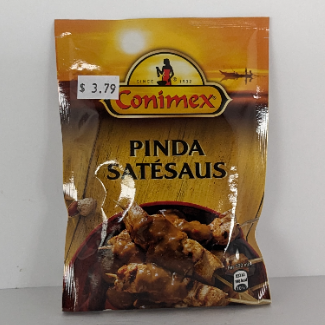 $ 3.79
SINCE 1932
Conimex
PINDA
SATÉSAUS